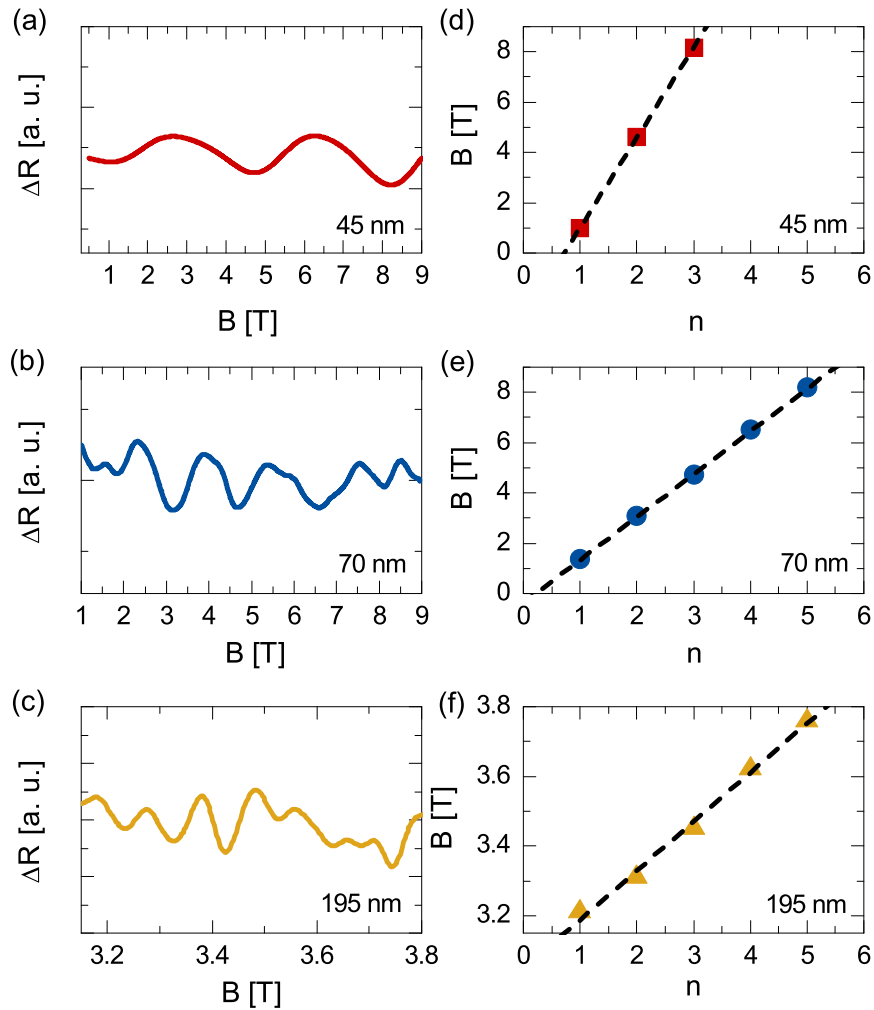 (a)
ΔR [a. u.]
45 nm
1 2 3 4 5 6 7 8 9
B [T]
(d)
B [T]
8
6
4
2
0
45 nm
0 1 2 3 4 5 6
n
(b)
ΔR [a. u.]
70 nm
1 2 3 4 5 6 7 8 9
B [T]
(e)
B [T]
8
6
4
2
0
70 nm
0 1 2 3 4 5 6
n
(c)
ΔR [a. u.]
195 nm
3.2 3.4 3.6 3.8
B [T]
(f)
B [T]
3.8
3.6
3.4
3.2
195 nm
0 1 2 3 4 5 6
n